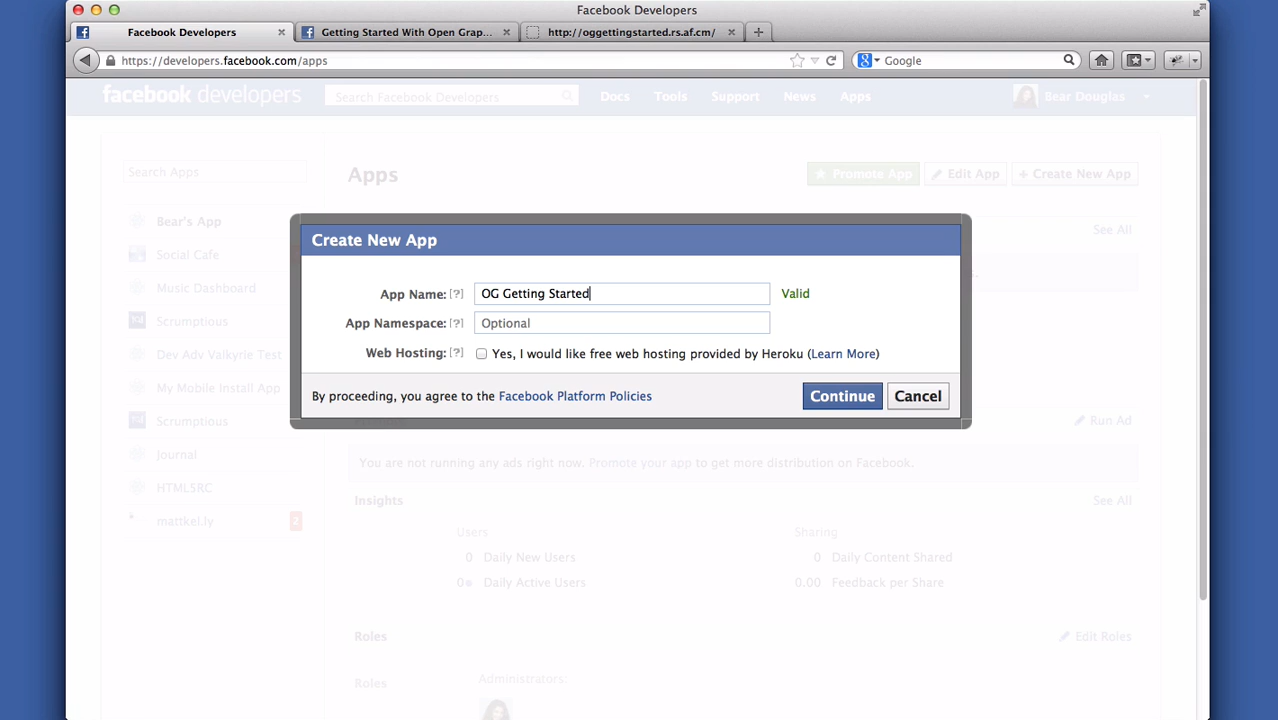 Facebook Developers
Facebook Developers
Getting Started With Open Grap...
http://oggettingstarted.rs.af.cm/
https://developers.facebook.com/apps
Google
facebook developers
Search Facebook Developers
Docs
Tools
Support
News
Apps
Bear Douglas
Search Apps
Apps
Promote App
Edit App
Create New App
Bear's App
See All
Social Cafe
Music Dashboard
Scrumptious
Dev Adv Valkyrie Test
My Mobile Install App
Scrumptious
Journal
HTML5RC
mattkel.ly
2
Create New App
App Name: [?] OG Getting Started Valid
App Namespace: [?] Optional
Web Hosting: [?] Yes, I would like free web hosting provided by Heroku (Learn More)
By proceeding, you agree to the Facebook Platform Policies
Continue
Cancel
Run Ad
You are not running any ads right now. Promote your app to get more distribution on Facebook.
Insights
See All
Users
Sharing
0 Daily New Users
0 Daily Content Shared
0 Daily Active Users
0.00 Feedback per Share
Roles
Edit Roles
Roles
Administrators: